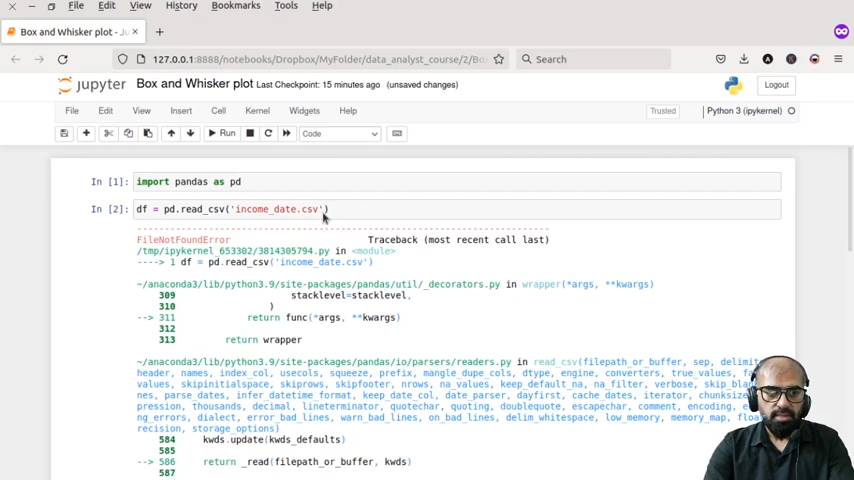 File Edit View History Bookmarks Tools Help
Box and Whisker plot - Ju
127.0.0.1:8888/notebooks/Dropbox/MyFolder/data_analyst_course/2/Bo
Search
jupyter Box and Whisker plot Last Checkpoint: 15 minutes ago (unsaved changes)
Logout
File Edit View Insert Cell Kernel Widgets Help
Trusted
Python 3 (ipykernel)
Run
Code
In [1]: import pandas as pd
In [2]: df = pd.read_csv('income_date.csv')
---------------------------------------------------------------------------
FileNotFoundError Traceback (most recent call last)
/tmp/ipykernel_653302/3814305794.py in <module>
----> 1 df = pd.read_csv('income_date.csv')
~/anaconda3/lib/python3.9/site-packages/pandas/util/_decorators.py in wrapper(*args, **kwargs)
309 stacklevel=stacklevel,
310 )
--> 311 return func(*args, **kwargs)
312
313 return wrapper
~/anaconda3/lib/python3.9/site-packages/pandas/io/parsers/readers.py in read_csv(filepath_or_buffer, sep, delimit
header, names, index_col, usecols, squeeze, prefix, mangle_dupe_cols, dtype, engine, converters, true_values, fa
values, skipinitialspace, skiprows, skipfooter, nrows, na_values, keep_default_na, na_filter, verbose, skip_blan
nes, parse_dates, infer_datetime_format, keep_date_col, date_parser, dayfirst, cache_dates, iterator, chunksize
pression, thousands, decimal, lineterminator, quotechar, quoting, doublequote, escapechar, comment, encoding, e
ng_errors, dialect, error_bad_lines, warn_bad_lines, on_bad_lines, delim_whitespace, low_memory, memory_map, floa
recision, storage_options)
584 kwds.update(kwds_defaults)
585
--> 586 return _read(filepath_or_buffer, kwds)
587